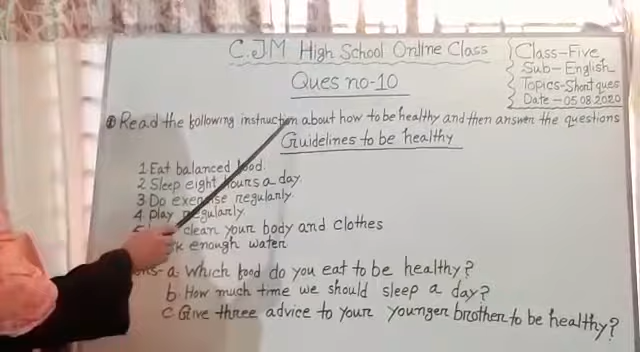 C.J.M High School Online Class
Class-Five
Sub-English
Topics-Short ques
Date-05.08.2020
Ques no-10
Read the following instruction about how to be healthy and then answer the questions
Guidelines to be healthy
1 Eat balanced food.
2 Sleep eight hours a day.
3 Do exercise regularly.
4 Play regularly.
clean your body and clothes
enough water
a. Which food do you eat to be healthy?
b. How much time we should sleep a day?
c. Give three advice to your younger brother to be healthy?